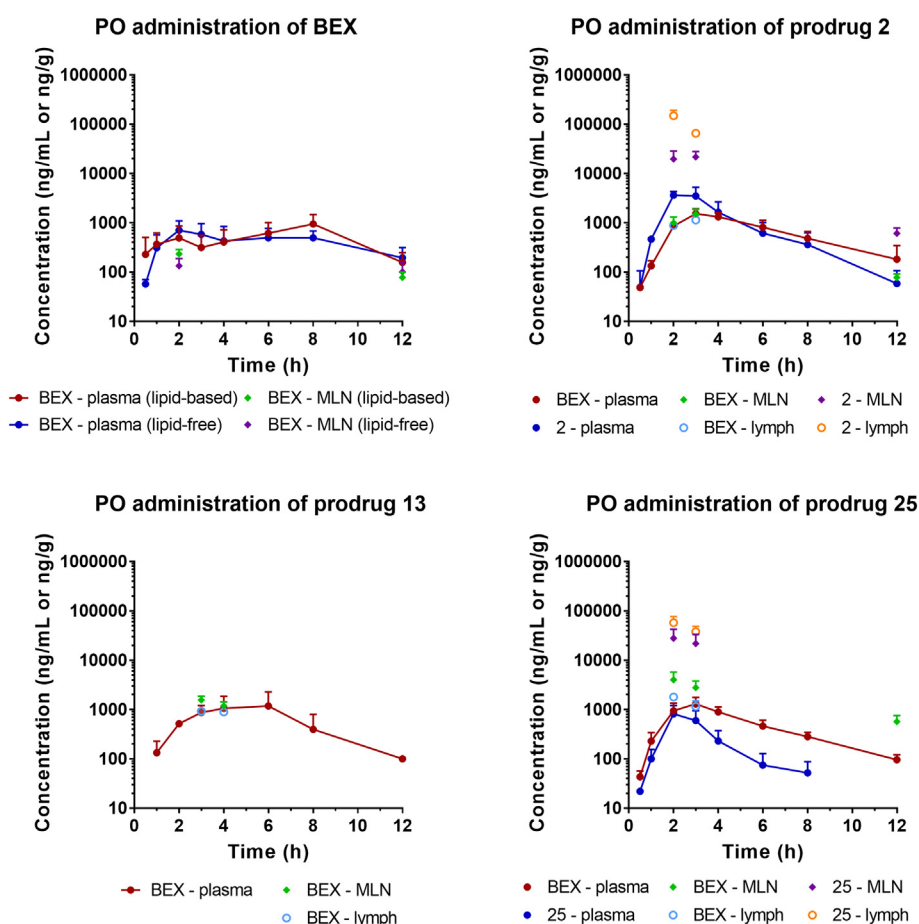 PO administration of BEX
Concentration (ng/mL or ng/g)
1000000
100000
10000
1000
100
10
0 2 4 6 8 10 12
Time (h)
BEX - plasma (lipid-based) BEX - MLN (lipid-based)
BEX - plasma (lipid-free) BEX - MLN (lipid-free)
PO administration of prodrug 2
Concentration (ng/mL or ng/g)
1000000
100000
10000
1000
100
10
0 2 4 6 8 10 12
Time (h)
BEX - plasma BEX - MLN 2 - MLN
2 - plasma BEX - lymph 2 - lymph
PO administration of prodrug 13
Concentration (ng/mL or ng/g)
1000000
100000
10000
1000
100
10
0 2 4 6 8 10 12
Time (h)
BEX - plasma BEX - MLN
BEX - lymph
PO administration of prodrug 25
Concentration (ng/mL or ng/g)
1000000
100000
10000
1000
100
10
0 2 4 6 8 10 12
Time (h)
BEX - plasma BEX - MLN 25 - MLN
25 - plasma BEX - lymph 25 - lymph